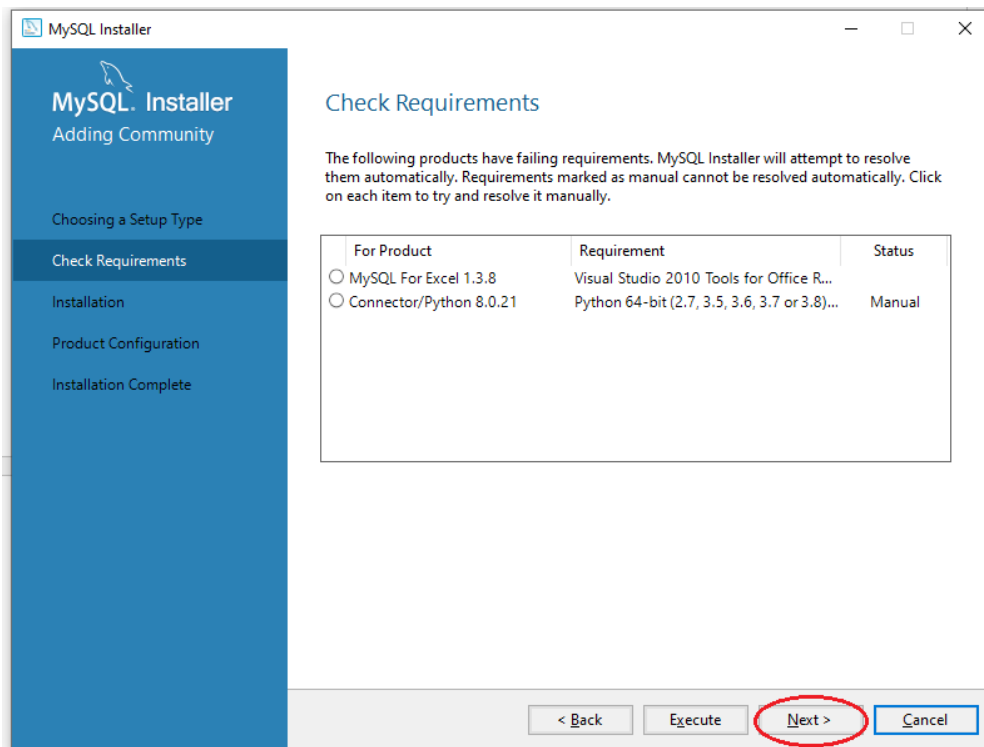 MySQL Installer
MySQL. Installer
Adding Community
Choosing a Setup Type
Check Requirements
Installation
Product Configuration
Installation Complete
Check Requirements
The following products have failing requirements. MySQL Installer will attempt to resolve
them automatically. Requirements marked as manual cannot be resolved automatically. Click
on each item to try and resolve it manually.
For Product Requirement Status
MySQL For Excel 1.3.8 Visual Studio 2010 Tools for Office R...
Connector/Python 8.0.21 Python 64-bit (2.7, 3.5, 3.6, 3.7 or 3.8)... Manual
< Back Execute Next > Cancel